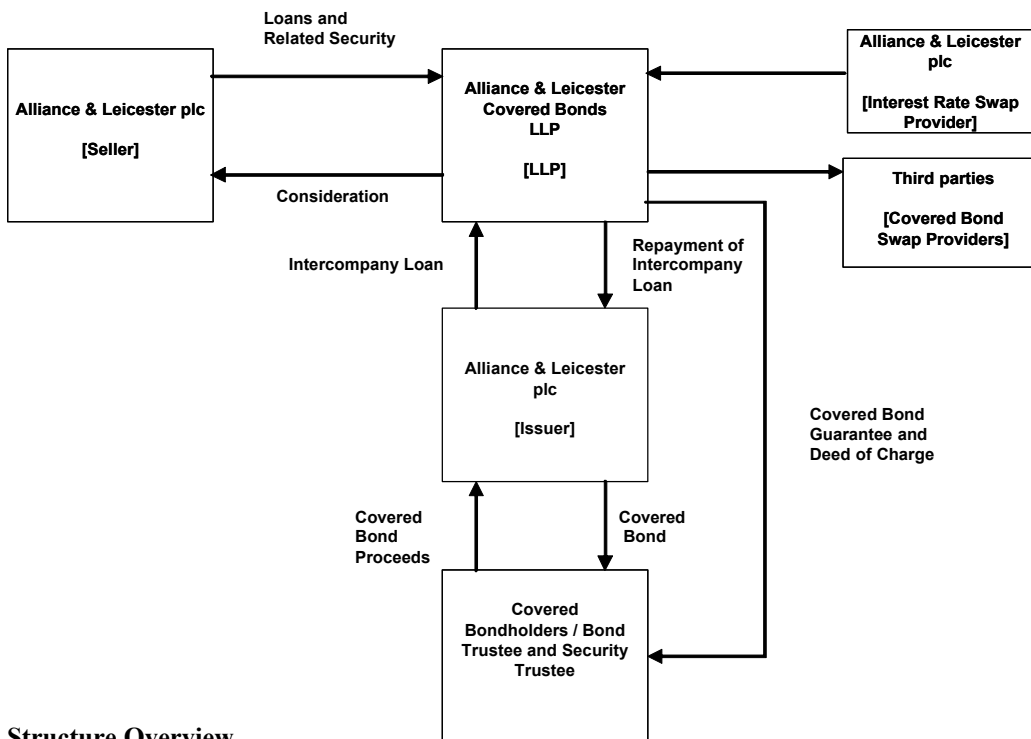 Loans and
Related Security
Alliance & Leicester plc
[Seller]
Alliance & Leicester
Covered Bonds
LLP
[LLP]
Alliance & Leicester
plc
[Interest Rate Swap
Provider]
Consideration
Third parties
[Covered Bond
Swap Providers]
Intercompany Loan
Repayment of
Intercompany
Loan
Alliance & Leicester
plc
[Issuer]
Covered Bond
Guarantee and
Deed of Charge
Covered
Bond
Proceeds
Covered
Bond
Covered
Bondholders / Bond
Trustee and Security
Trustee
Structure Overview